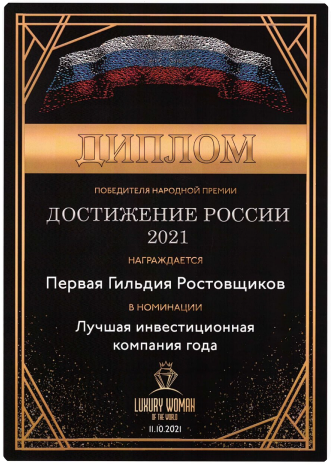 ДИПЛОМ
ПОБЕДИТЕЛЯ НАРОДНОЙ ПРЕМИИ
ДОСТИЖЕНИЕ РОССИИ
2021
НАГРАЖДАЕТСЯ
Первая Гильдия Ростовщиков
В НОМИНАЦИИ
Лучшая инвестиционная
компания года
LUXURY WOMAN
OF THE WORLD
11.10.2021